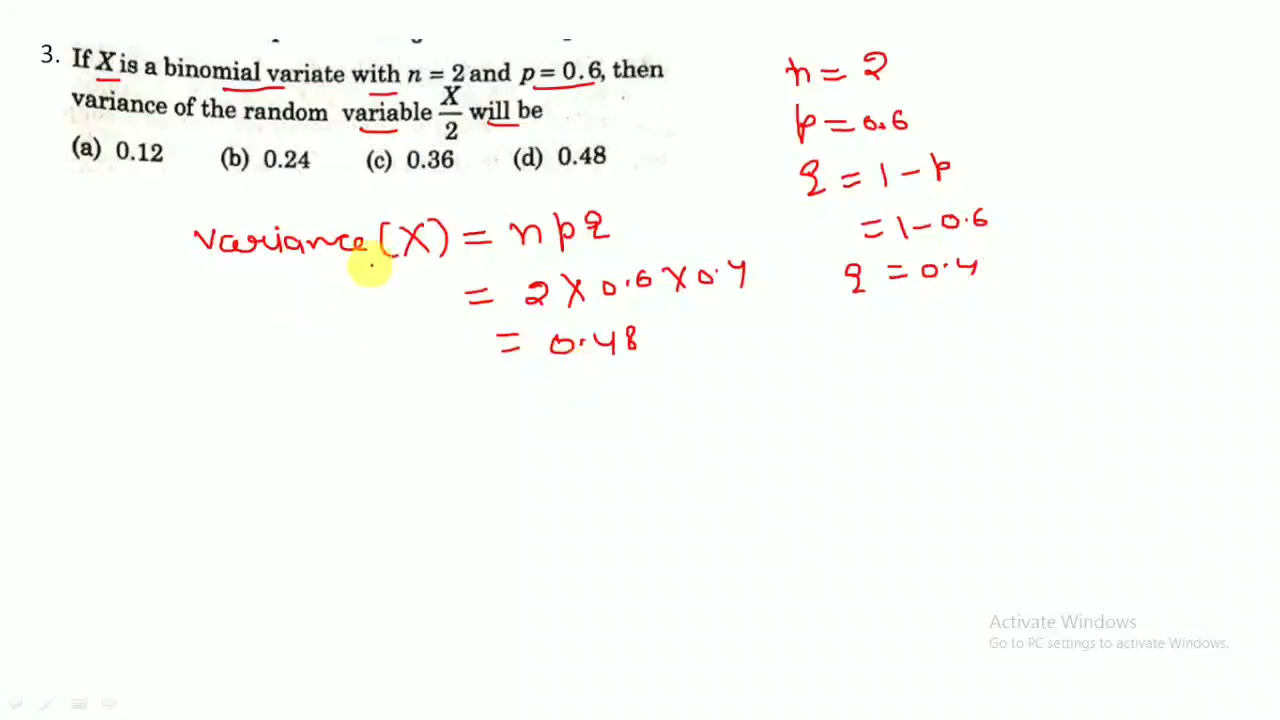 3. If X is a binomial variate with n = 2 and p = 0.6, then
variance of the random variable X/2 will be
(a) 0.12 (b) 0.24 (c) 0.36 (d) 0.48
n = 2
p = 0.6
q = 1 - p
= 1 - 0.6
q = 0.4
variance(X) = npq
= 2 × 0.6 × 0.4
= 0.48
Activate Windows
Go to PC settings to activate Windows.